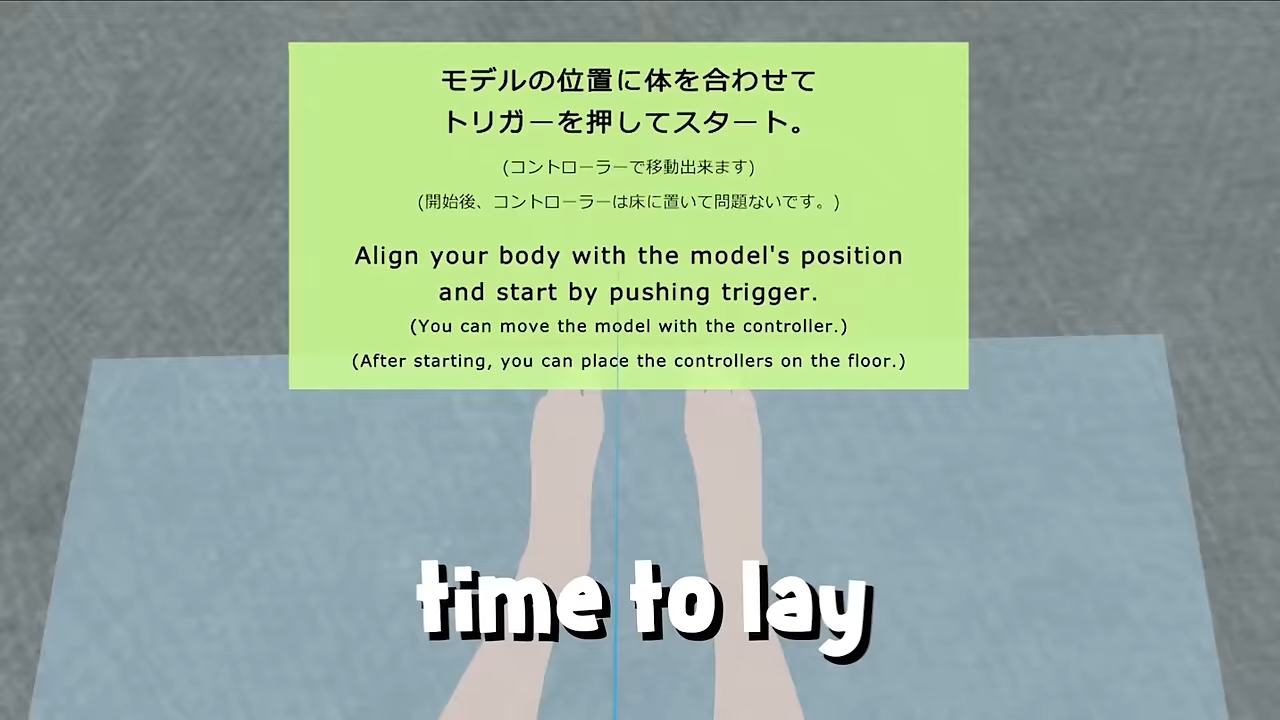 モデルの位置に体を合わせて
トリガーを押してスタート。
(コントローラーで移動出来ます)
(開始後、コントローラーは床に置いて問題ないです。)
Align your body with the model's position
and start by pushing trigger.
(You can move the model with the controller.)
(After starting, you can place the controllers on the floor.)
time to lay